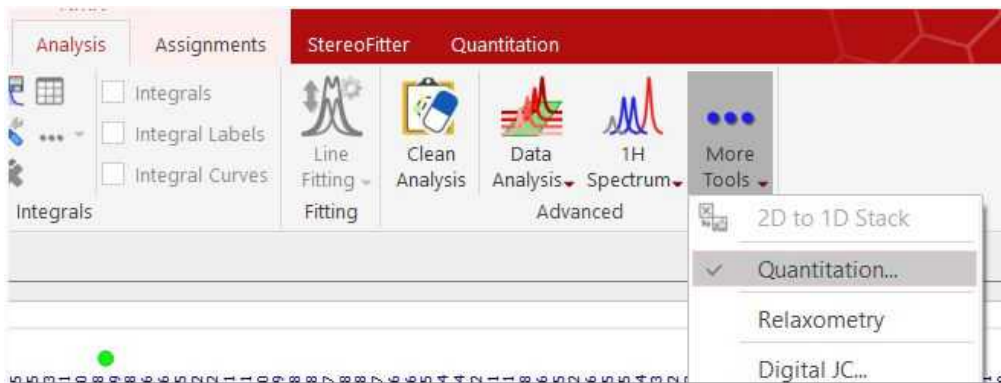 Analysis Assignments StereoFitter Quantitation
Integrals
Integral Labels
Integral Curves
Line Fitting
Clean Analysis
Data Analysis
1H Spectrum
More Tools
Integrals Fitting Advanced
2D to 1D Stack
Quantitation...
Relaxometry
Digital JC...